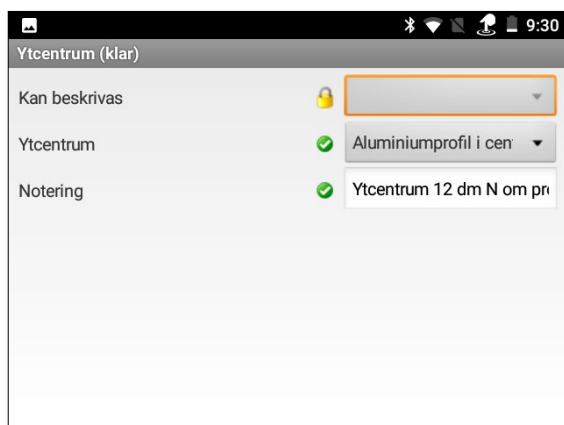 9:30
Ytcentrum (klar)
Kan beskrivas
Ytcentrum Aluminiumprofil i cen
Notering Ytcentrum 12 dm N om pr